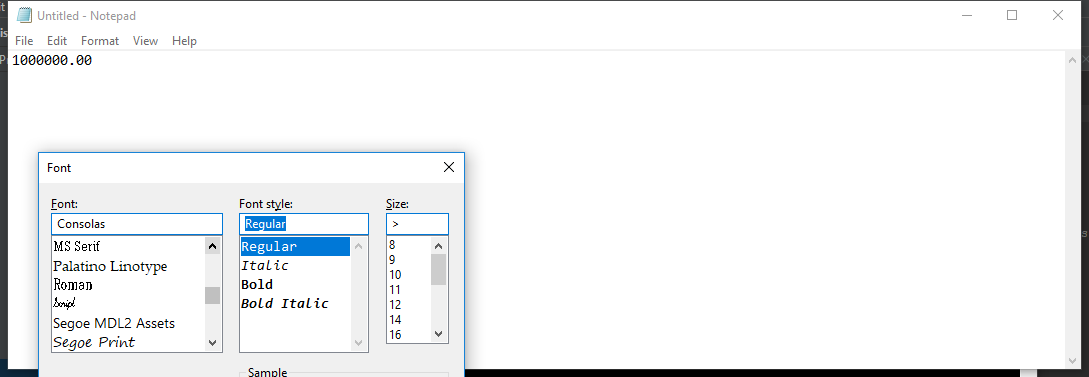 Untitled - Notepad
File Edit Format View Help
1000000.00
Font
Font: Font style: Size:
Consolas Regular >
MS Serif
Palatino Linotype
Roman
Script
Segoe MDL2 Assets
Segoe Print
Regular
Italic
Bold
Bold Italic
8
9
10
11
12
14
16
Sample